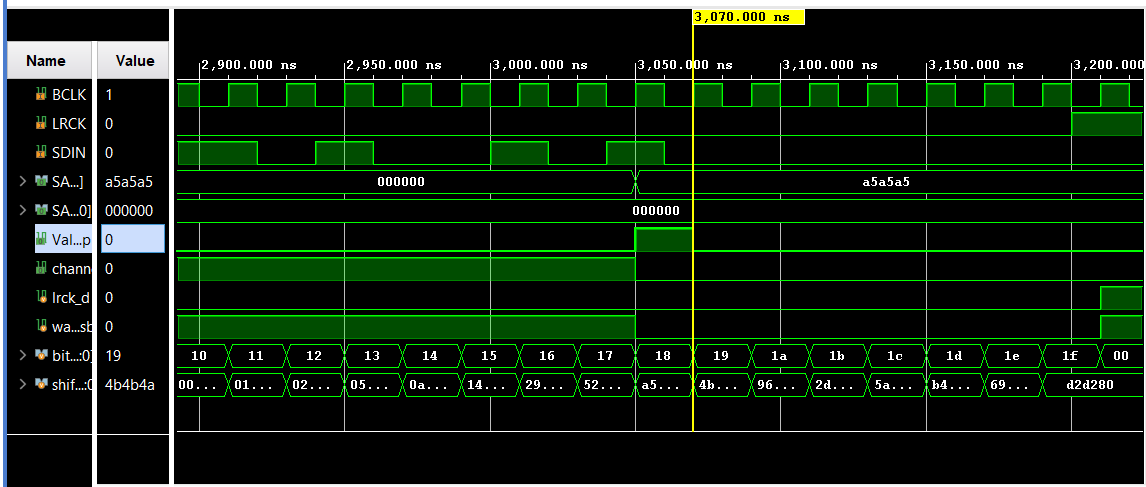 3,070.000 ns
Name Value
2,900.000 ns 2,950.000 ns 3,000.000 ns 3,050.000 ns 3,100.000 ns 3,150.000 ns 3,200.000
BCLK 1
LRCK 0
SDIN 0
SA...] a5a5a5 000000 a5a5a5
SA...0] 000000 000000
Val...p 0
chann 0
lrck_d 0
wa...sb 0
bit...:0] 19 10 11 12 13 14 15 16 17 18 19 1a 1b 1c 1d 1e 1f 00
shif...:0 4b4b4a 00... 01... 02... 05... 0a... 14... 29... 52... a5... 4b... 96... 2d... 5a... b4... 69... d2d280